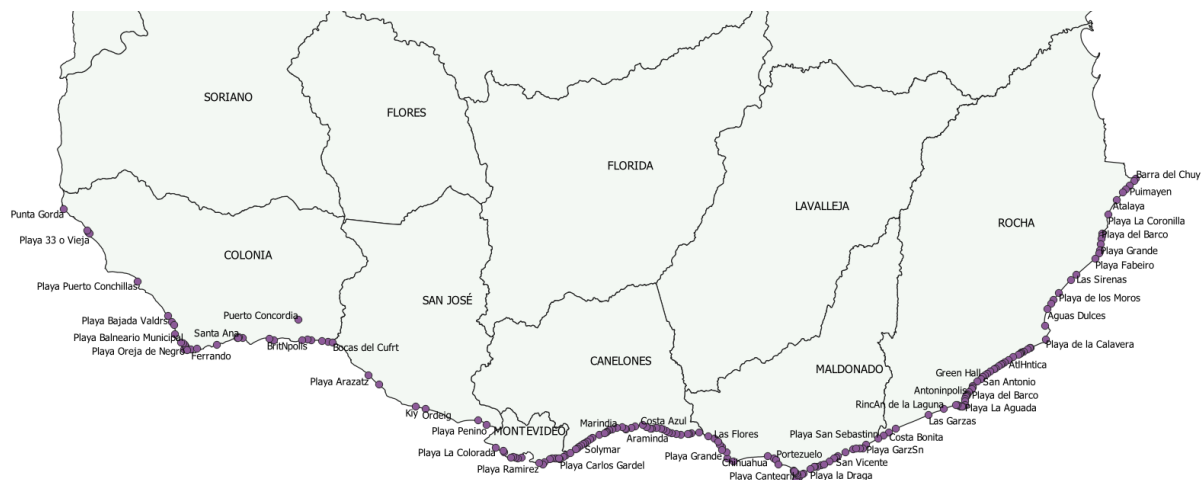 SORIANO
FLORES
FLORIDA
LAVALLEJA
ROCHA
COLONIA
SAN JOSÉ
CANELONES
MALDONADO
MONTEVIDEO
Punta Gorda
Playa 33 o Vieja
Playa Puerto Conchillas
Playa Bajada Valdrs
Playa Balneario Municipal
Playa Oreja de Negro
Ferrando
Santa Ana
Puerto Concordia
BritNpolis
Bocas del Cufrt
Playa Arazatz
Kiy
Ordeig
Playa Penino
Playa La Colorada
Playa Ramirez
Playa Carlos Gardel
Solymar
Marindia
Araminda
Costa Azul
Las Flores
Playa Grande
Chihuahua
Portezuelo
Playa Cantegril
Playa la Draga
San Vicente
Playa GarzSn
Playa San Sebastinn
Costa Bonita
Las Garzas
RincAn de la Laguna
Playa La Aguada
Playa del Barco
Antoninpolis
San Antonio
Green Hall
AtlHntica
Playa de la Calavera
Aguas Dulces
Playa de los Moros
Las Sirenas
Playa Fabeiro
Playa Grande
Playa del Barco
Playa La Coronilla
Atalaya
Puimayen
Barra del Chuy